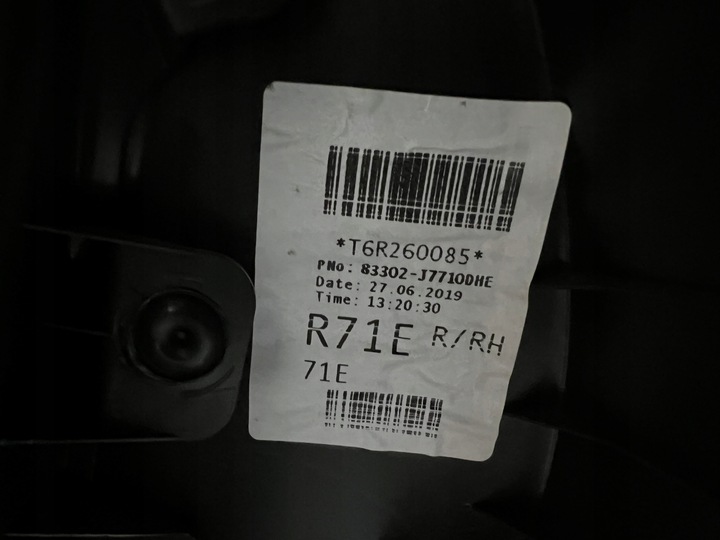 *T6R260085*
PNo: 83302-J7710DHE
Date: 27.06.2019
Time: 13:20:30
R71E R/RH
71E